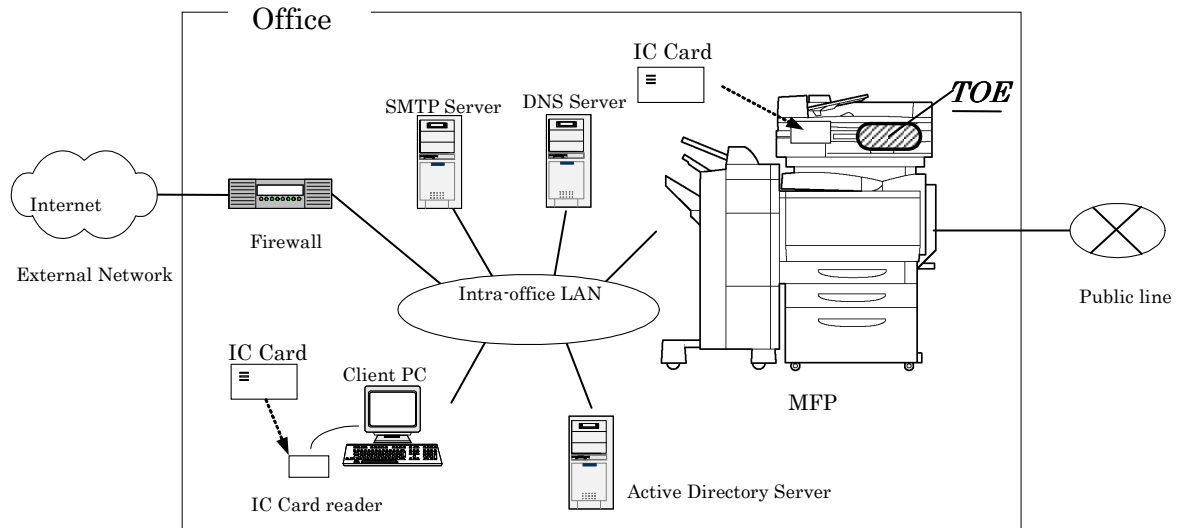 Office
IC Card
TOE
SMTP Server
DNS Server
Internet
Firewall
External Network
Intra-office LAN
Public line
IC Card
Client PC
MFP
IC Card reader
Active Directory Server